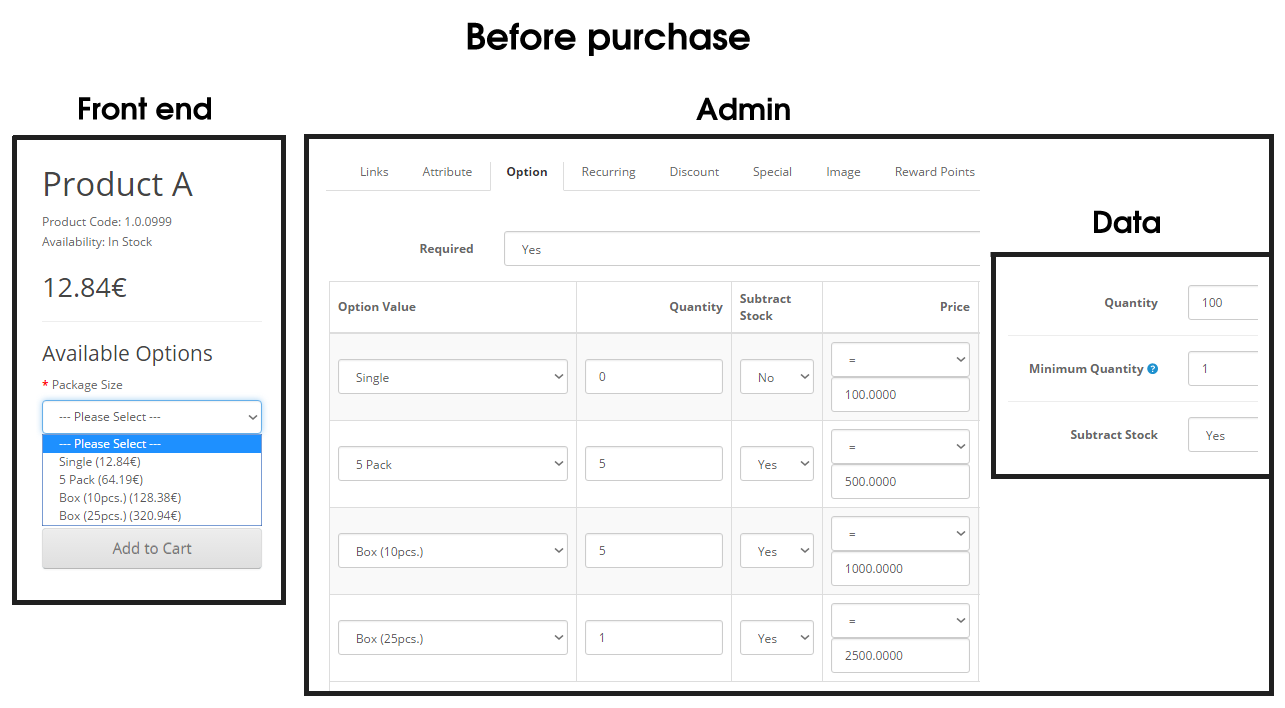 Before purchase
Front end
Product A
Product Code: 1.0.0999
Availability: In Stock
12.84€
Available Options
* Package Size
--- Please Select ---
--- Please Select ---
Single (12.84€)
5 Pack (64.19€)
Box (10pcs.) (128.38€)
Box (25pcs.) (320.94€)
Add to Cart
Admin
Links Attribute Option Recurring Discount Special Image Reward Points
Required Yes
Option Value Quantity Subtract Stock Price
Single 0 No =
100.0000
5 Pack 5 Yes =
500.0000
Box (10pcs.) 5 Yes =
1000.0000
Box (25pcs.) 1 Yes =
2500.0000
Data
Quantity 100
Minimum Quantity ? 1
Subtract Stock Yes